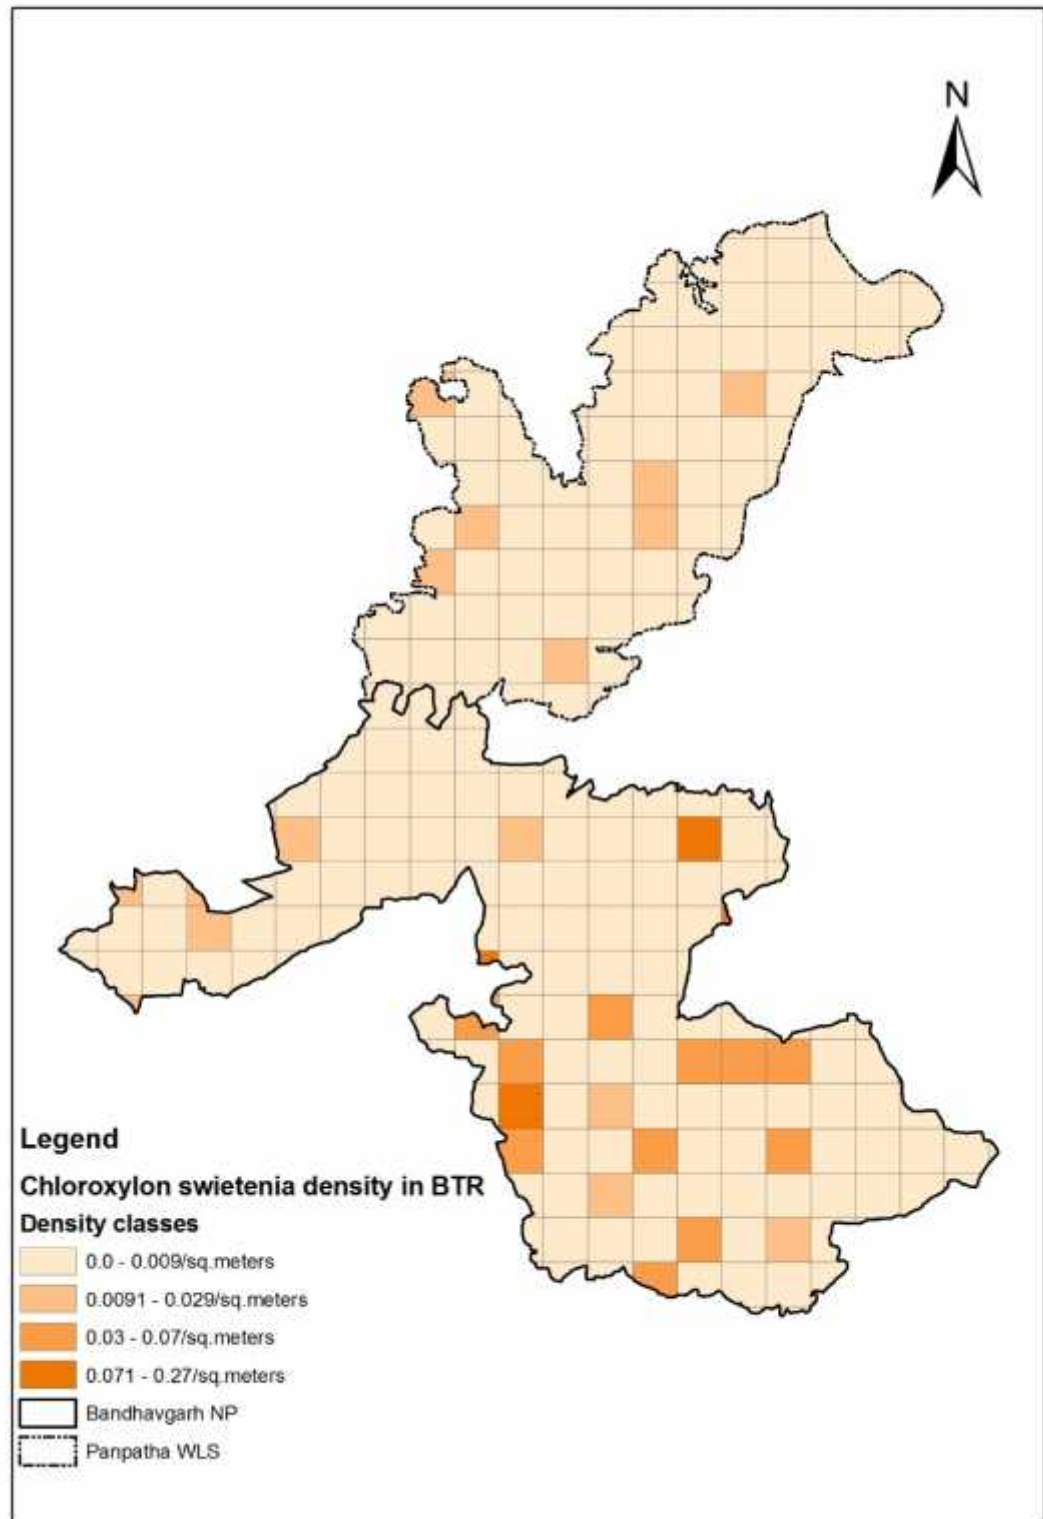 N
Legend
Chloroxylon swietenia density in BTR
Density classes
0.0 - 0.009/sq.meters
0.0091 - 0.029/sq.meters
0.03 - 0.07/sq.meters
0.071 - 0.27/sq.meters
Bandhavgarh NP
Panpatha WLS